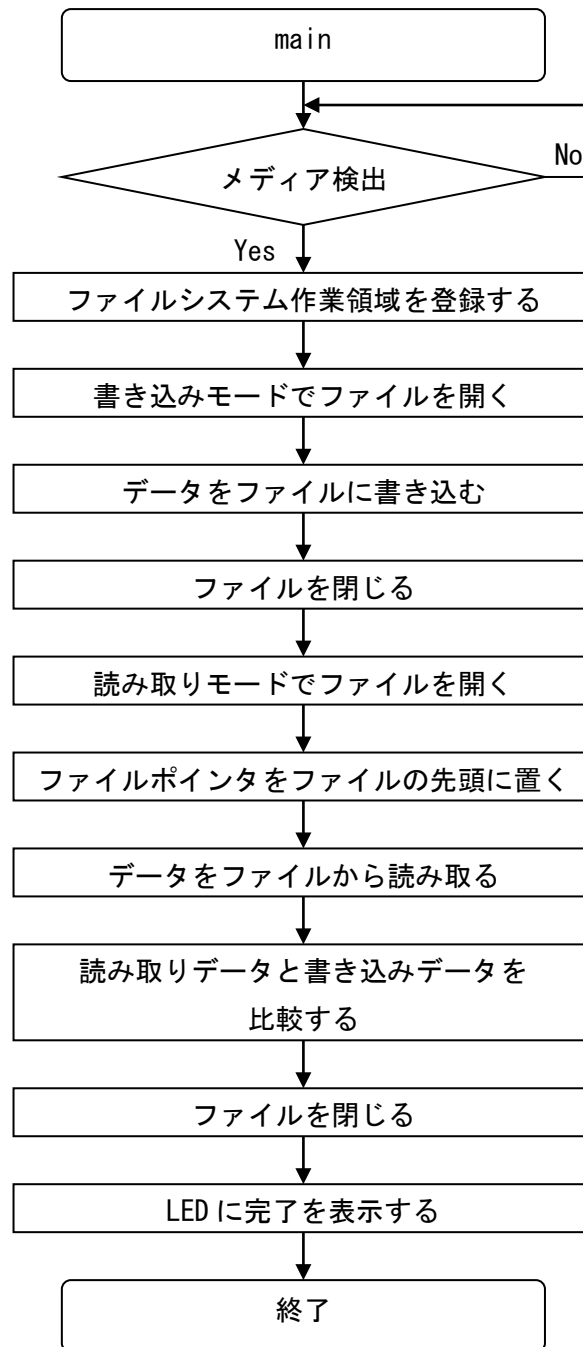 main
メディア検出
No
Yes
ファイルシステム作業領域を登録する
書き込みモードでファイルを開く
データをファイルに書き込む
ファイルを閉じる
読み取りモードでファイルを開く
ファイルポインタをファイルの先頭に置く
データをファイルから読み取る
読み取りデータと書き込みデータを
比較する
ファイルを閉じる
LEDに完了を表示する
終了